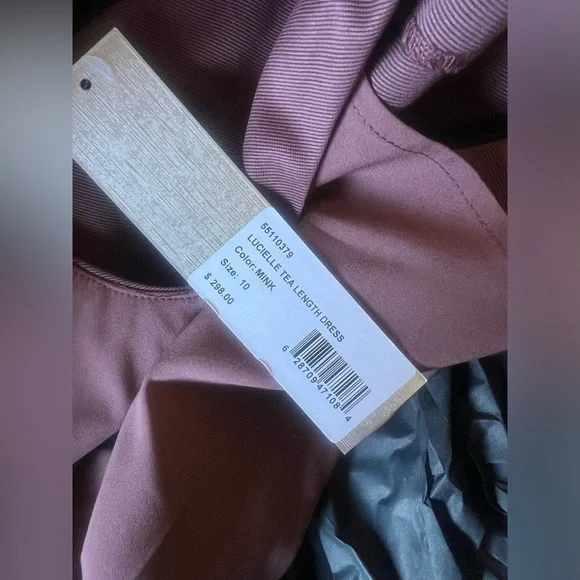 55110379
LUCIELLE TEA LENGTH DRESS
Color: MINK
Size: 10
$ 298.00
6 28709 47108 4